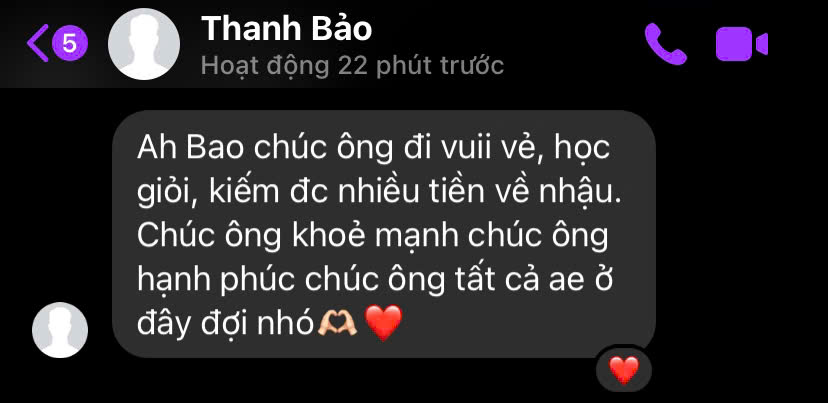 5
Thanh Bảo
Hoạt động 22 phút trước
Ah Bao chúc ông đi vuii vẻ, học
giỏi, kiếm đc nhiều tiền về nhậu.
Chúc ông khoẻ mạnh chúc ông
hạnh phúc chúc ông tất cả ae ở
đây đợi nhó🫶🏻❤️
❤️